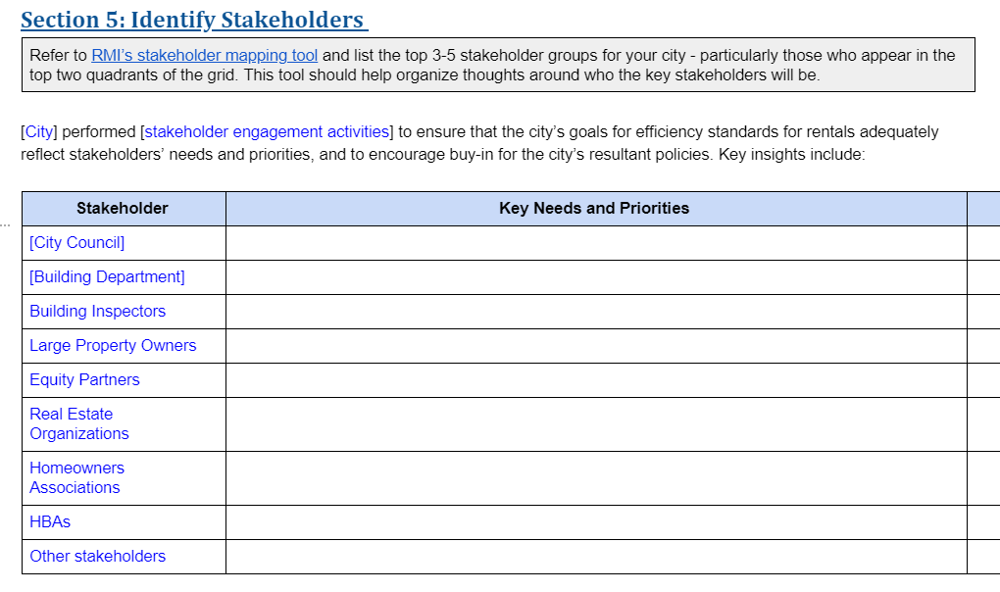 Section 5: Identify Stakeholders
Refer to RMI's stakeholder mapping tool and list the top 3-5 stakeholder groups for your city - particularly those who appear in the
top two quadrants of the grid. This tool should help organize thoughts around who the key stakeholders will be.
[City] performed [stakeholder engagement activities] to ensure that the city's goals for efficiency standards for rentals adequately
reflect stakeholders' needs and priorities, and to encourage buy-in for the city's resultant policies. Key insights include:
Stakeholder Key Needs and Priorities
[City Council]
[Building Department]
Building Inspectors
Large Property Owners
Equity Partners
Real Estate
Organizations
Homeowners
Associations
HBAs
Other stakeholders